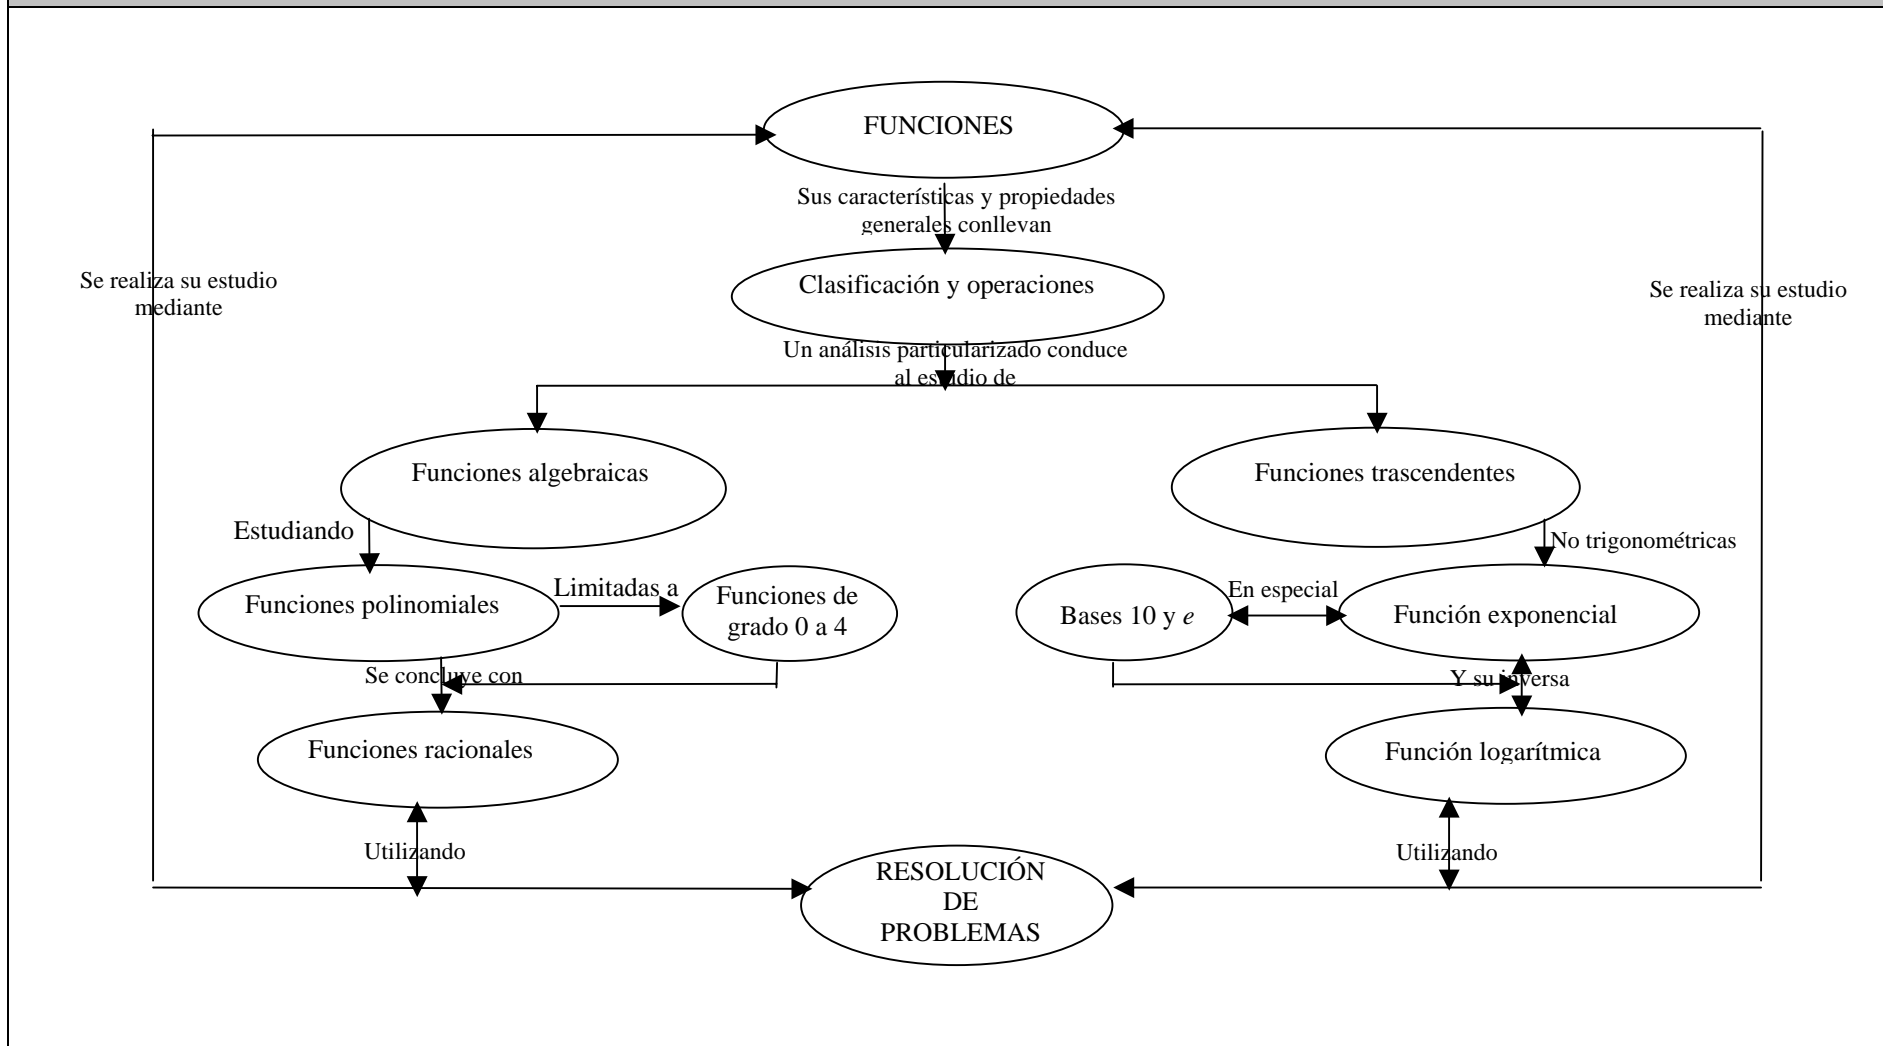 FUNCIONES
Sus características y propiedades
generales conllevan
Se realiza su estudio
mediante
Clasificación y operaciones
Se realiza su estudio
mediante
Un análisis particularizado conduce
al estudio de
Funciones algebraicas
Funciones trascendentes
Estudiando
No trigonométricas
Funciones polinomiales
Limitadas a
Funciones de
grado 0 a 4
Bases 10 y e
En especial
Función exponencial
Se concluye con
Y su inversa
Funciones racionales
Función logarítmica
Utilizando
Utilizando
RESOLUCIÓN
DE
PROBLEMAS